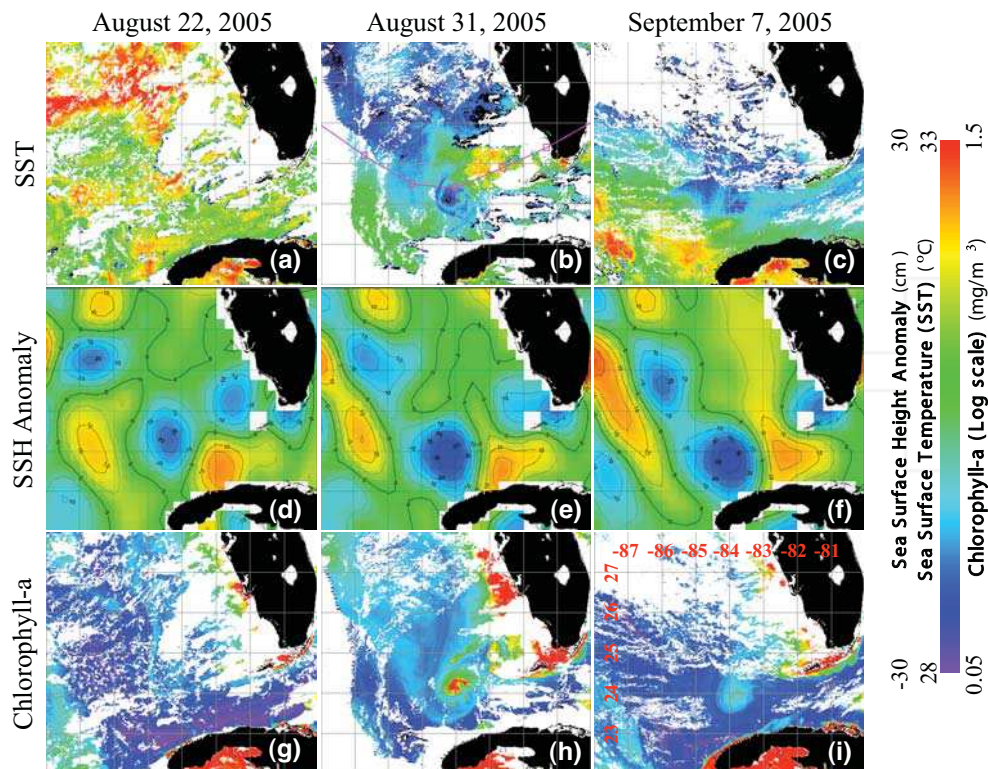 August 22, 2005
August 31, 2005
September 7, 2005
SST
(a)
(b)
(c)
SSH Anomaly
(d)
(e)
(f)
Chlorophyll-a
(g)
(h)
-87 -86 -85 -84 -83 -82 -81
27
26
25
24
23
(i)
-30 Sea Surface Height Anomaly (cm) 30
28 Sea Surface Temperature (SST) (°C) 33
0.05 Chlorophyll-a (Log scale) (mg/m 3) 1.5